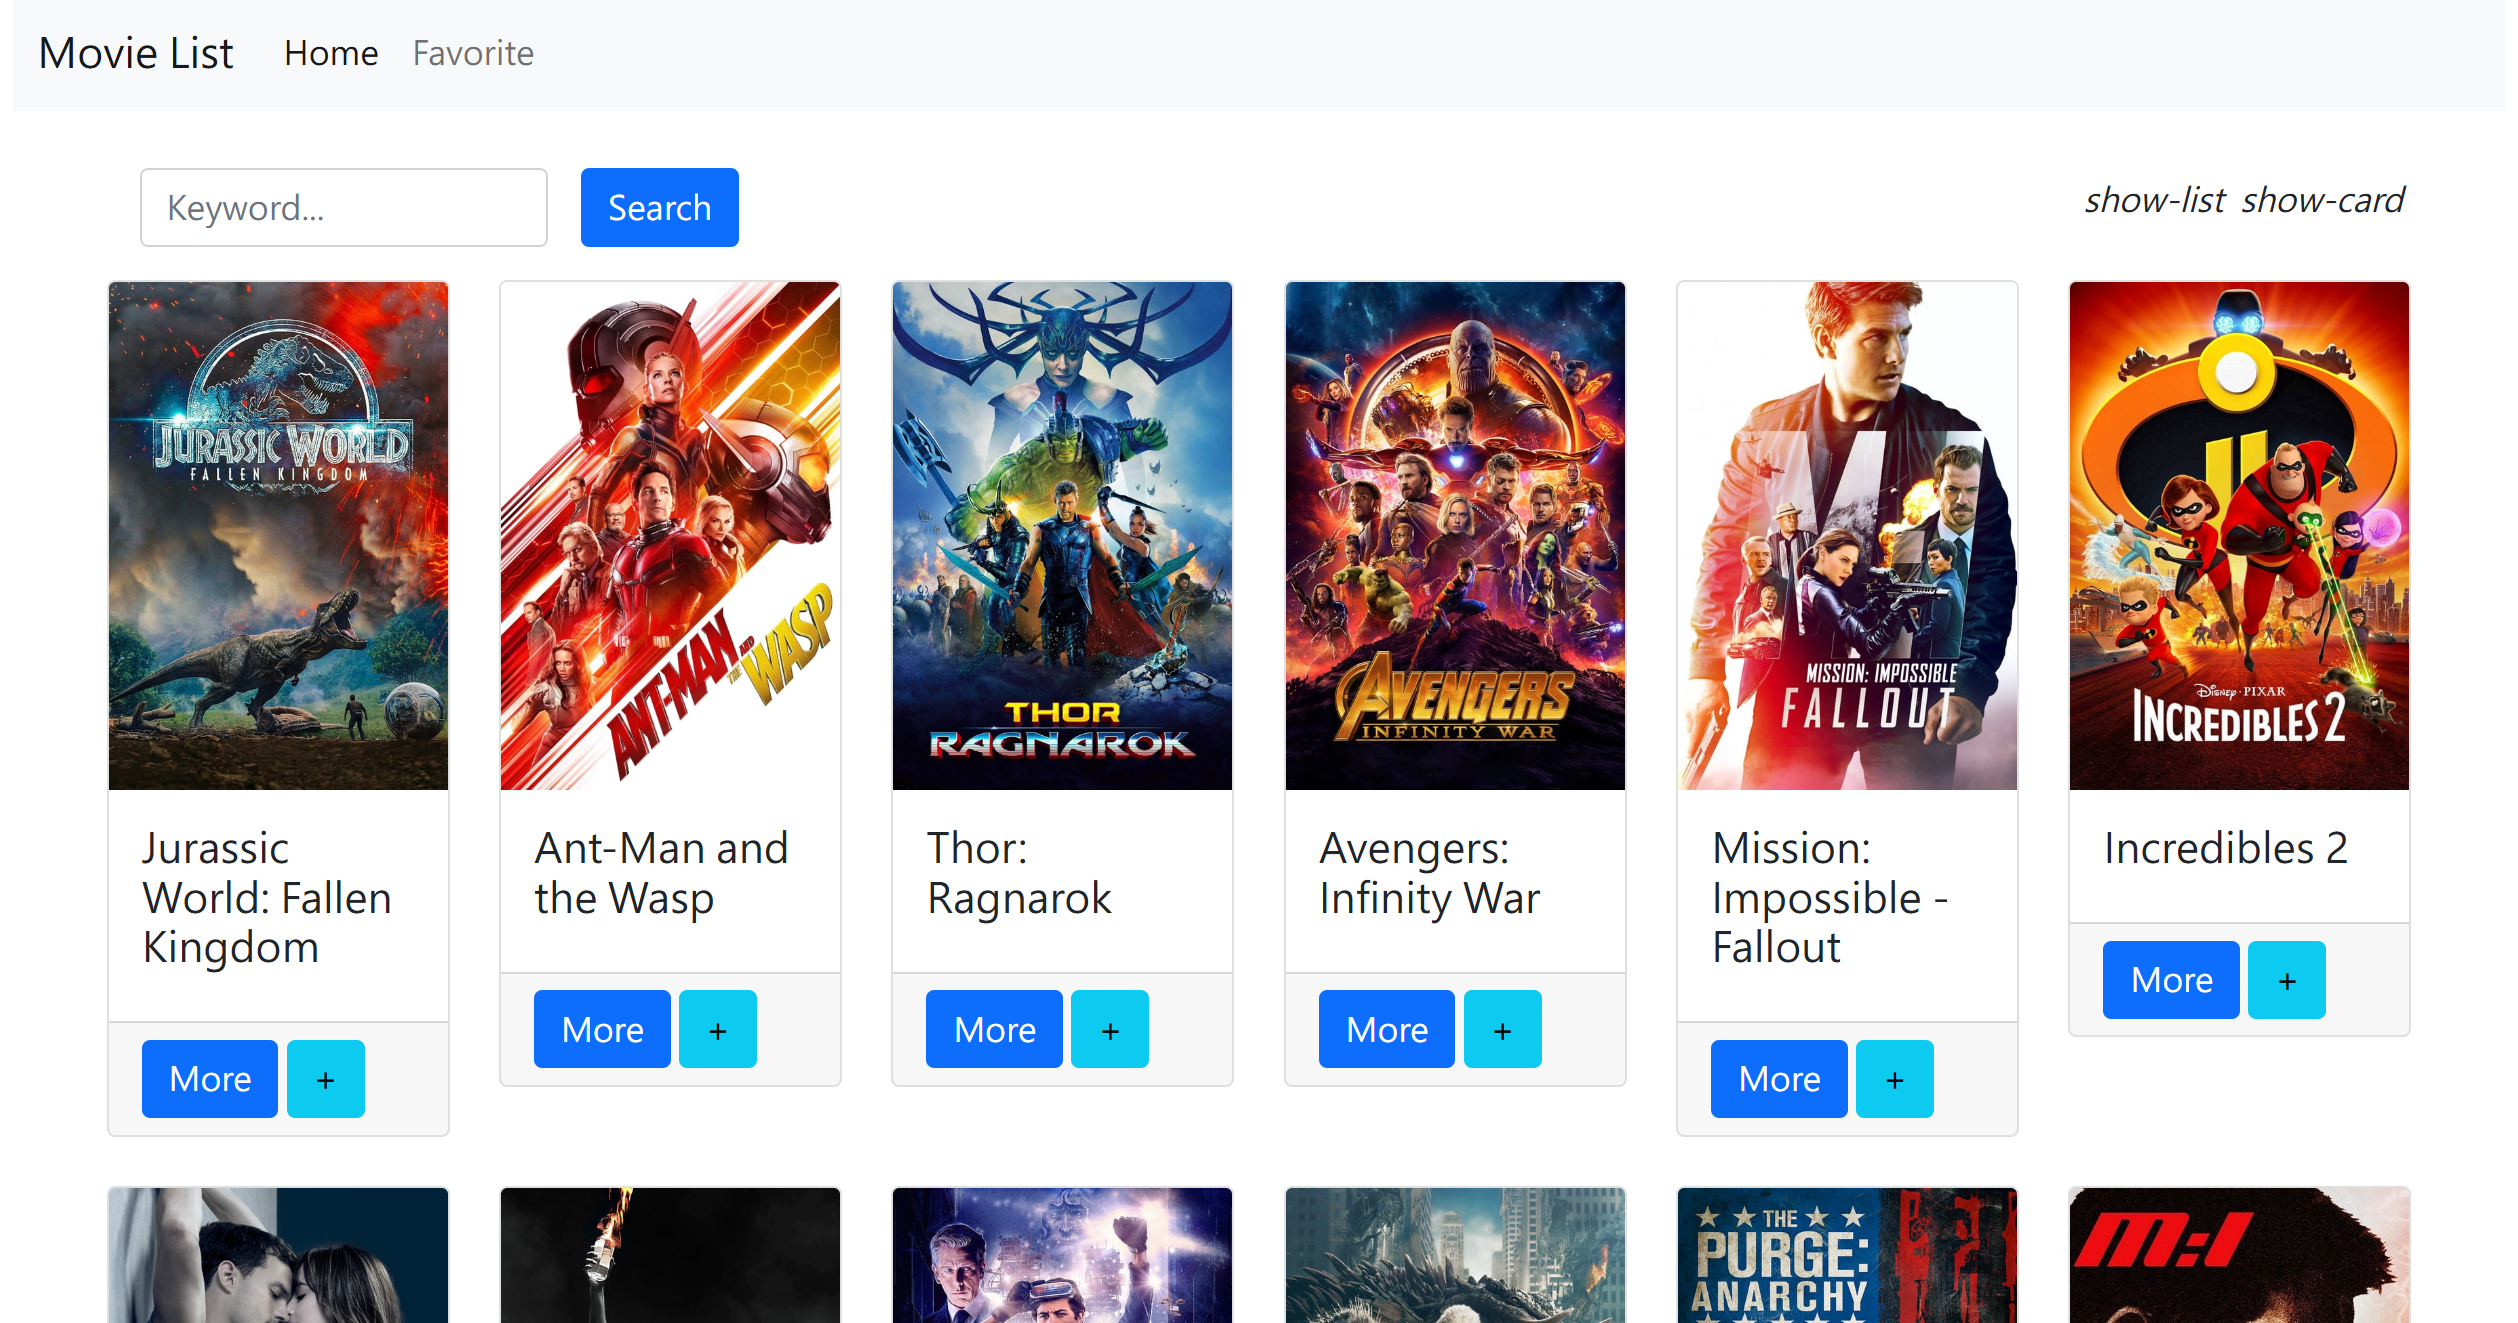 Movie List Home Favorite
Keyword... Search show-list show-card
JURASSIC WORLD
FALLEN KINGDOM
ANT-MAN AND THE WASP
THOR
RAGNAROK
AVENGERS
INFINITY WAR
MISSION: IMPOSSIBLE
FALLOUT
DISNEY · PIXAR
INCREDIBLES 2
Jurassic
World: Fallen
Kingdom
More +
Ant-Man and
the Wasp
More +
Thor:
Ragnarok
More +
Avengers:
Infinity War
More +
Mission:
Impossible -
Fallout
More +
Incredibles 2
More +
THE
PURGE:
ANARCHY
M:I